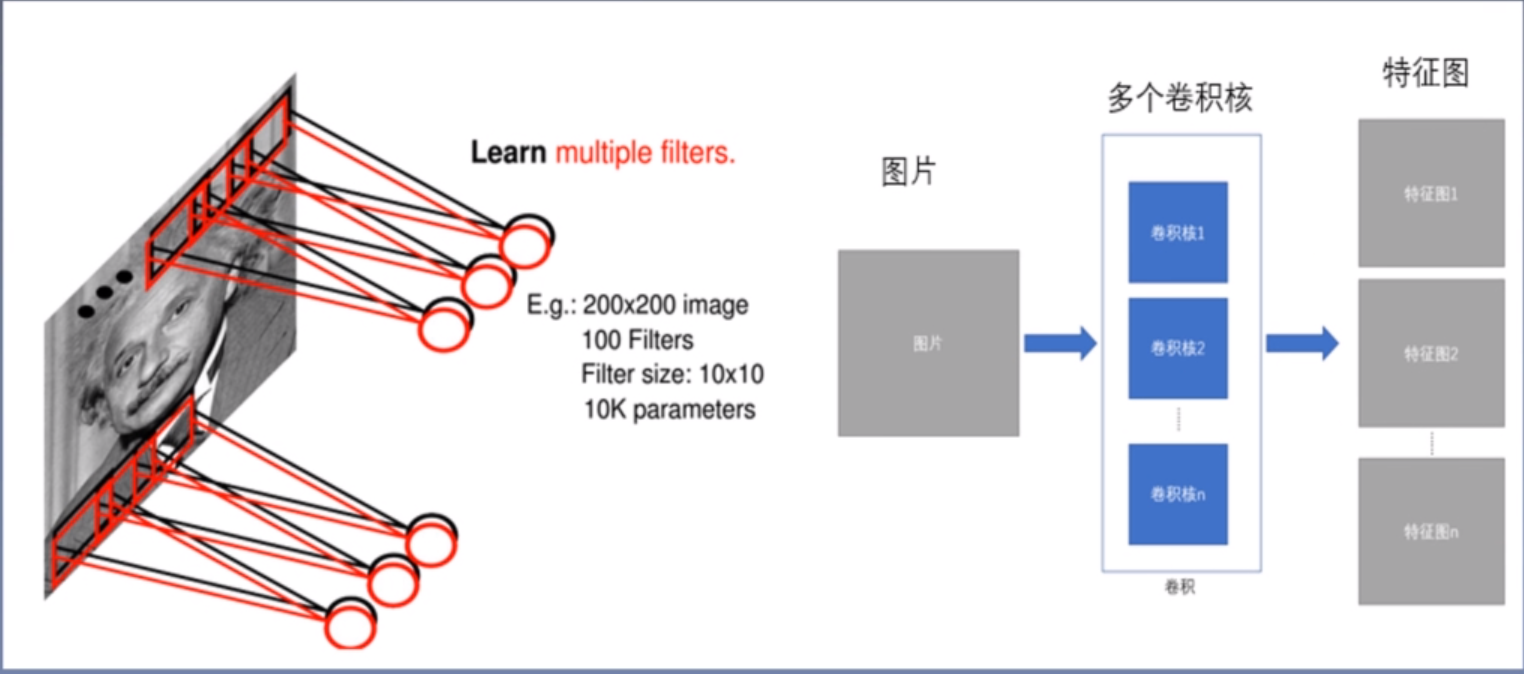 Learn multiple filters.
E.g.: 200x200 image
100 Filters
Filter size: 10x10
10K parameters
图片
图片
多个卷积核
卷积核1
卷积核2
卷积核n
卷积
特征图
特征图1
特征图2
特征图n